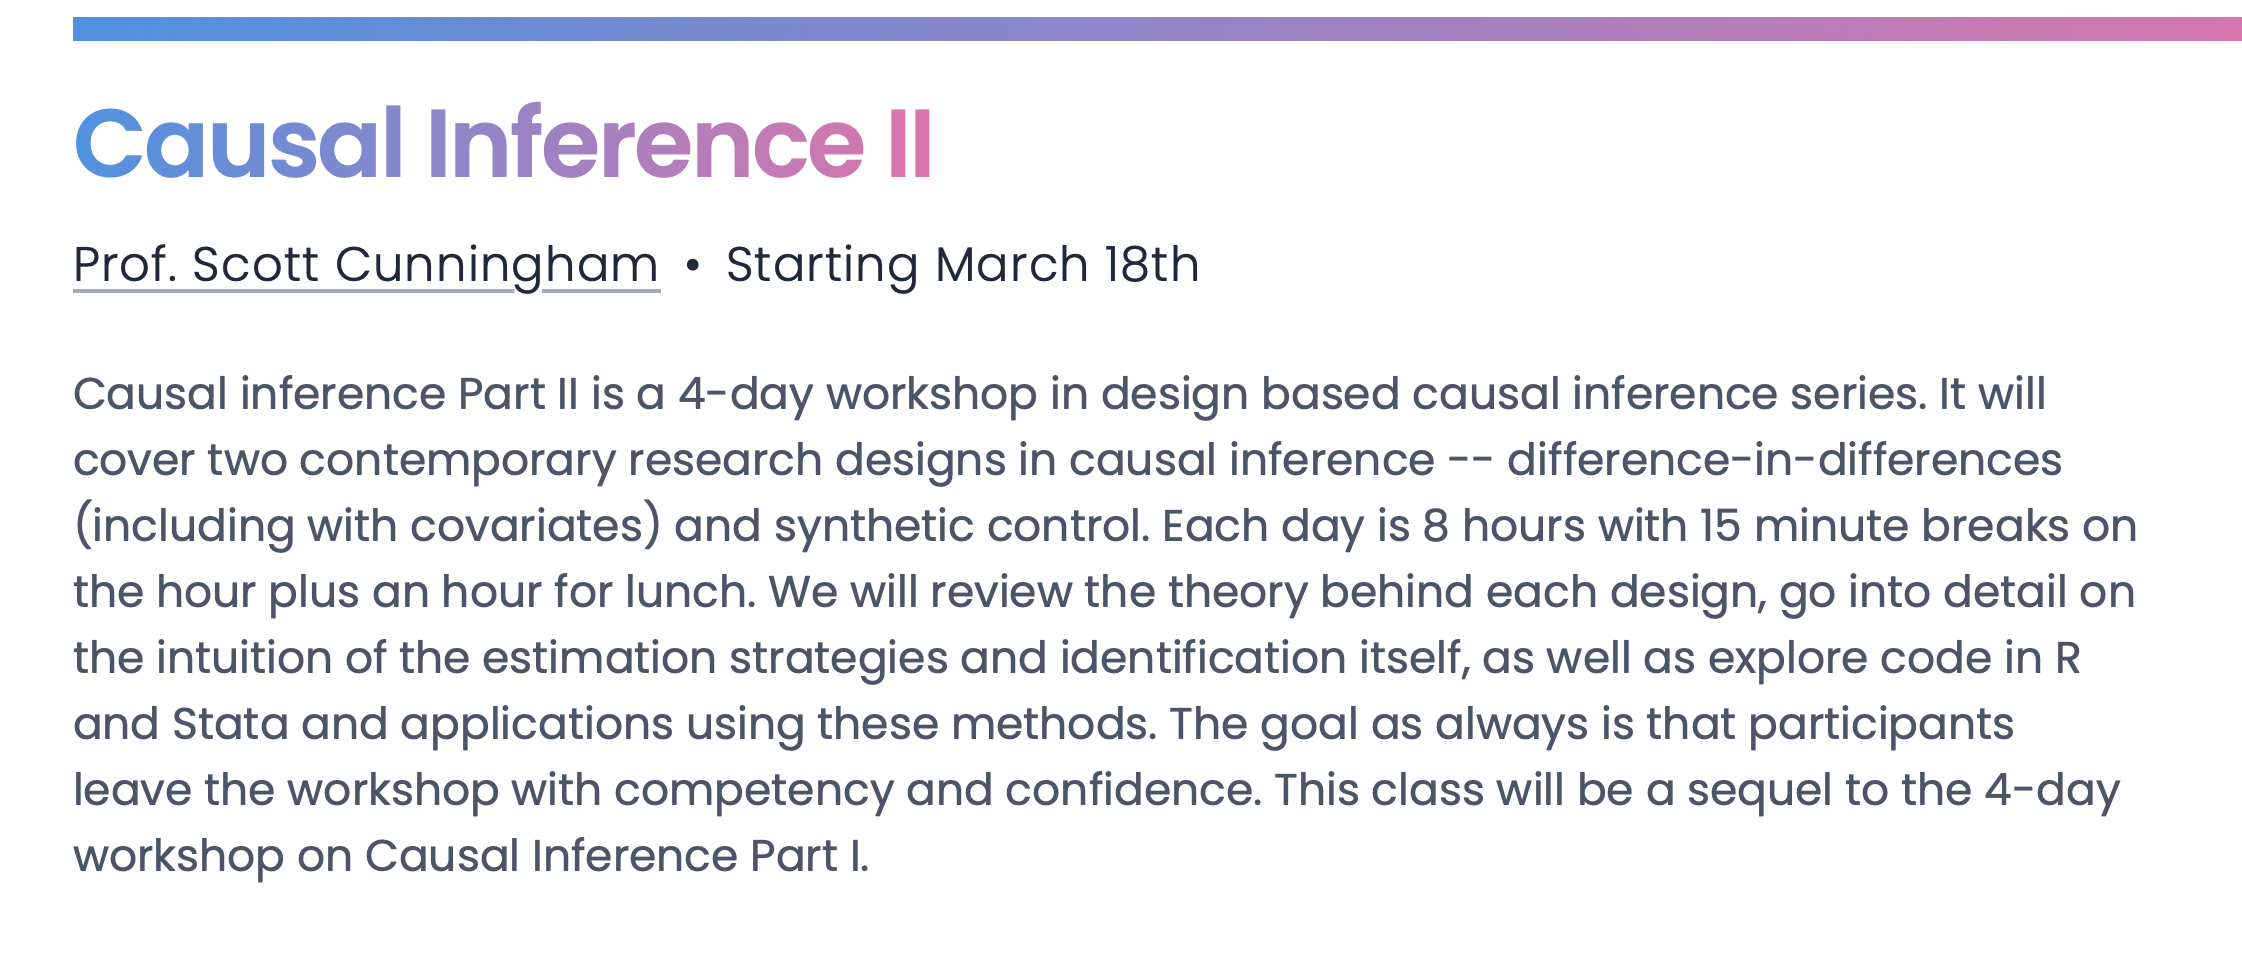 Causal Inference II
Prof. Scott Cunningham • Starting March 18th
Causal inference Part II is a 4-day workshop in design based causal inference series. It will
cover two contemporary research designs in causal inference -- difference-in-differences
(including with covariates) and synthetic control. Each day is 8 hours with 15 minute breaks on
the hour plus an hour for lunch. We will review the theory behind each design, go into detail on
the intuition of the estimation strategies and identification itself, as well as explore code in R
and Stata and applications using these methods. The goal as always is that participants
leave the workshop with competency and confidence. This class will be a sequel to the 4-day
workshop on Causal Inference Part I.